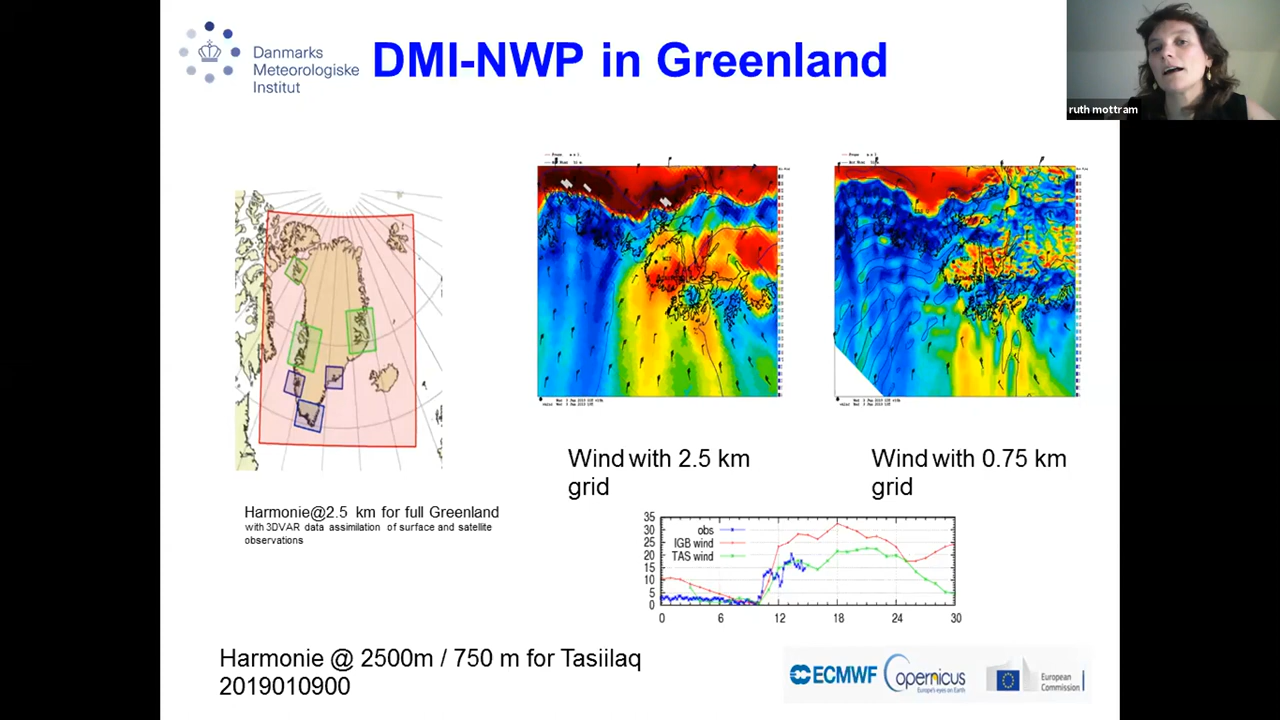 Danmarks
Meteorologiske
Institut
DMI-NWP in Greenland
ruth mottram
Harmonie@2.5 km for full Greenland
with 3DVAR data assimilation of surface and satellite
observations
Wind with 2.5 km
grid
Wind with 0.75 km
grid
35
30
25
20
15
10
5
0
obs
IGB wind
TAS wind
0 6 12 18 24 30
Harmonie @ 2500m / 750 m for Tasiilaq
2019010900
ECMWF
opernicus
Europe's eyes on Earth
European
Commission